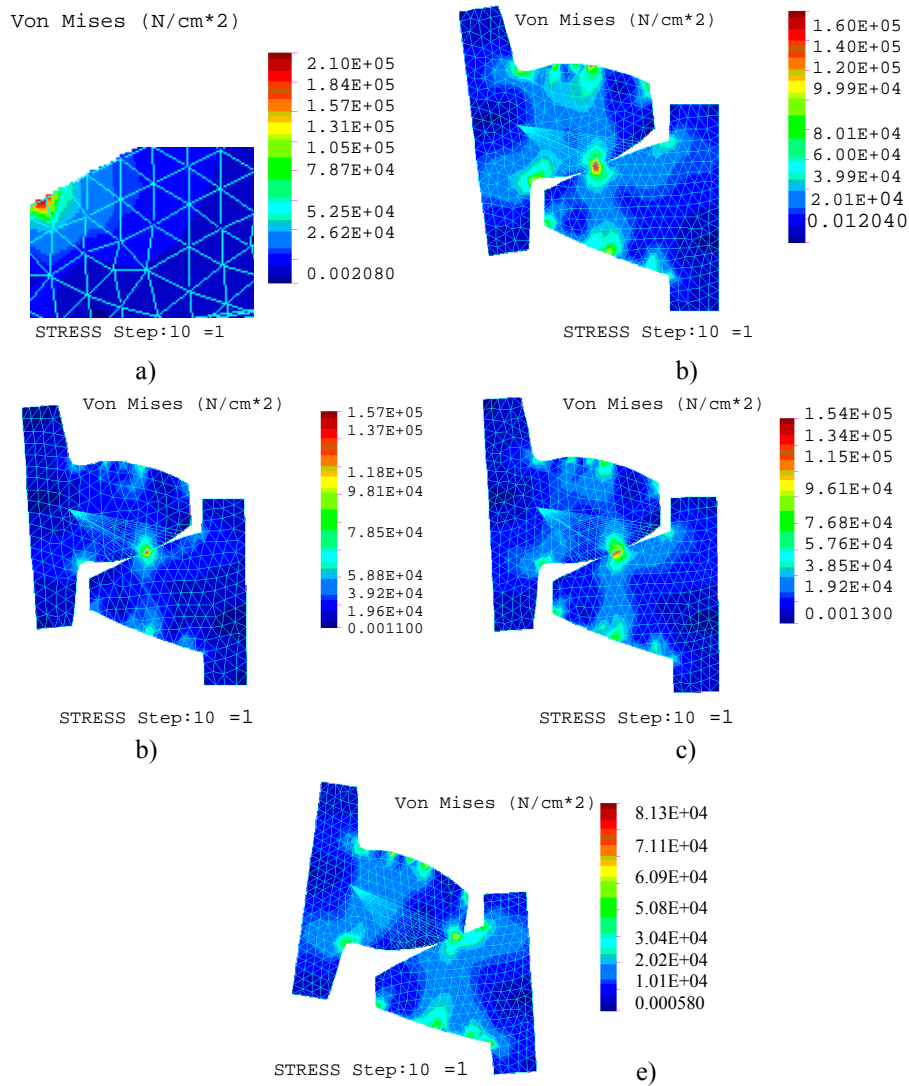 Von Mises (N/cm*2)
2.10E+05
1.84E+05
1.57E+05
1.31E+05
1.05E+05
7.87E+04
5.25E+04
2.62E+04
0.002080
STRESS Step:10 =1
a)
1.60E+05
1.40E+05
1.20E+05
9.99E+04
8.01E+04
6.00E+04
3.99E+04
2.01E+04
0.012040
STRESS Step:10 =1
b)
Von Mises (N/cm*2)
1.57E+05
1.37E+05
1.18E+05
9.81E+04
7.85E+04
5.88E+04
3.92E+04
1.96E+04
0.001100
STRESS Step:10 =1
b)
Von Mises (N/cm*2)
1.54E+05
1.34E+05
1.15E+05
9.61E+04
7.68E+04
5.76E+04
3.85E+04
1.92E+04
0.001300
STRESS Step:10 =1
c)
Von Mises (N/cm*2)
8.13E+04
7.11E+04
6.09E+04
5.08E+04
3.04E+04
2.02E+04
1.01E+04
0.000580
STRESS Step:10 =1
e)